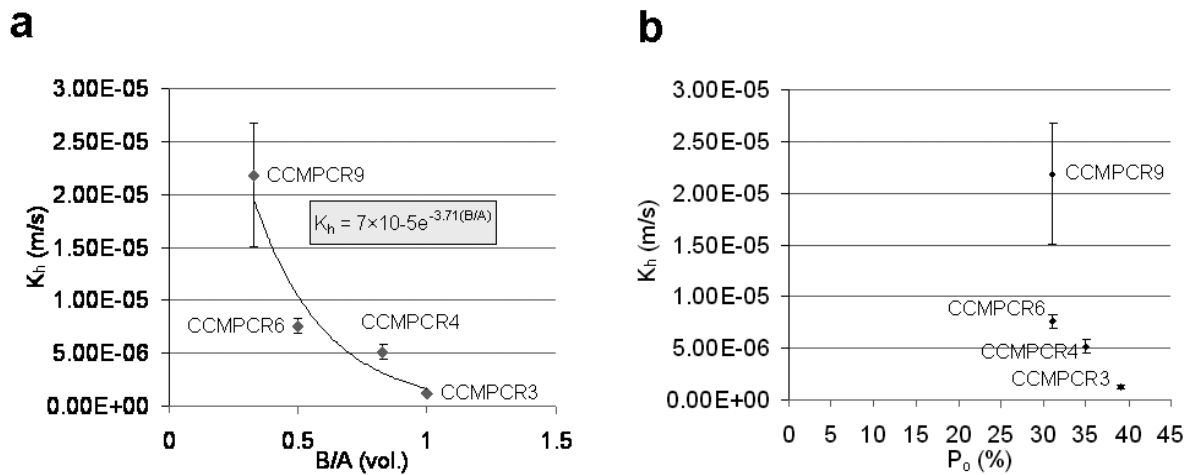 a
3.00E-05
2.50E-05
2.00E-05
1.50E-05
1.00E-05
5.00E-06
0.00E+00
Kh (m/s)
CCMPCR9
Kh = 7×10-5e-3.71(B/A)
CCMPCR6
CCMPCR4
CCMPCR3
0 0.5 1 1.5
B/A (vol.)
b
3.00E-05
2.50E-05
2.00E-05
1.50E-05
1.00E-05
5.00E-06
0.00E+00
Kh (m/s)
CCMPCR9
CCMPCR6
CCMPCR4
CCMPCR3
0 5 10 15 20 25 30 35 40 45
Po (%)